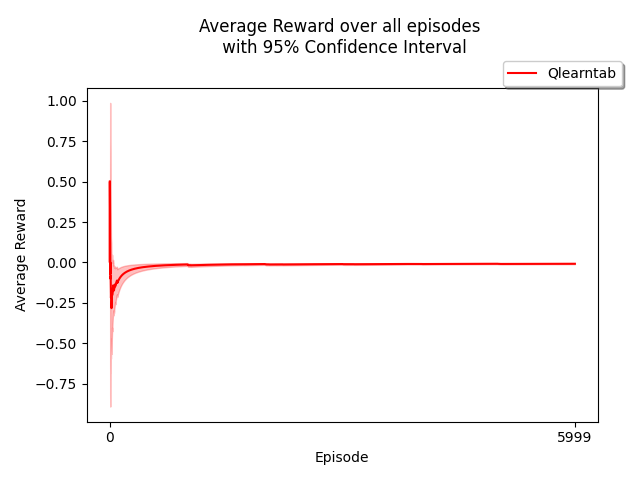 Average Reward over all episodes
with 95% Confidence Interval
Qlearntab
1.00
0.75
0.50
0.25
0.00
−0.25
−0.50
−0.75
Average Reward
0
5999
Episode